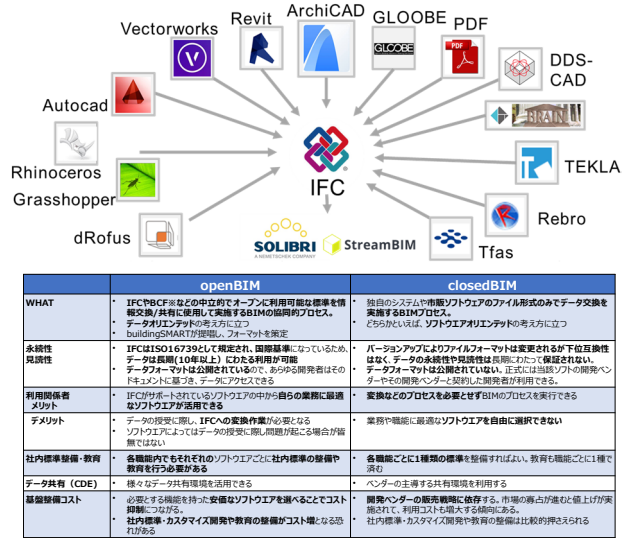 ArchiCAD
Revit
GLOOBE
PDF
Vectorworks
GLOOBE
PDF
DDS-
CAD
Autocad
BRAIN
IFC
TEKLA
Rhinoceros
Grasshopper
Rebro
dRofus
SOLIBRI
A NEMETSCHEK COMPANY
StreamBIM
Tfas
openBIM
closedBIM
WHAT
・ IFCやBCF※などの中立的でオープンに利用可能な標準を情
報交換/共有に使用して実施するBIMの協同的プロセス。
・ データオリエンテッドの考え方に立つ
・ buildingSMARTが提唱し、フォーマットを策定
・ 独自のシステムや市販ソフトウェアのファイル形式のみでデータ交換を
実施するBIMプロセス。
・ どちらかといえば、ソフトウエアオリエンテッドの考え方に立つ
永続性
見読性
・ IFCはISO16739として規定され、国際基準になっているため、
データは長期(10年以上）にわたる利用が可能
・ データフォーマットは公開されているので、あらゆる開発者はその
ドキュメントに基づき、データにアクセスできる
・ バージョンアップによりファイルフォーマットは変更されるが下位互換性
はなく、データの永続性や見読性は長期にわたって保証されない。
・ データフォーマットは公開されていない。正式には当該ソフトの開発ベン
ダーやその開発ベンダーと契約した開発者が利用できる。
利用関係者
メリット
・ IFCがサポートされているソフトウエアの中から自らの業務に最適
なソフトウエアが活用できる
・ 変換などのプロセスを必要とせずBIMのプロセスを実行できる
デメリット
・ データの授受に際し、IFCへの変換作業が必要となる
・ ソフトウエアによってはデータの授受に際し問題が起こる場合が皆
無ではない
・ 業務や職能に最適なソフトウエアを自由に選択できない
社内標準整備・教育
・ 各職能内でもそれぞれのソフトウエアごとに社内標準の整備や
教育を行う必要がある
・ 各職能ごとに1種類の標準を整備すればよい。教育も職能ごとに1種で
済む
データ共有（CDE)
・ 様々なデータ共有環境を活用できる
・ ベンダーの主導する共有環境を利用する
基盤整備コスト
・ 必要とする機能を持った安価なソフトウエアを選べることでコスト
抑制につながる。
・ 社内標準・カスタマイズ開発や教育の整備がコスト増となる恐
れがある
・ 開発ベンダーの販売戦略に依存する。市場の寡占が進むと値上げが実
施されて、利用コストも増大する傾向にある。
・ 社内標準・カスタマイズ開発や教育の整備は比較的押さえられる